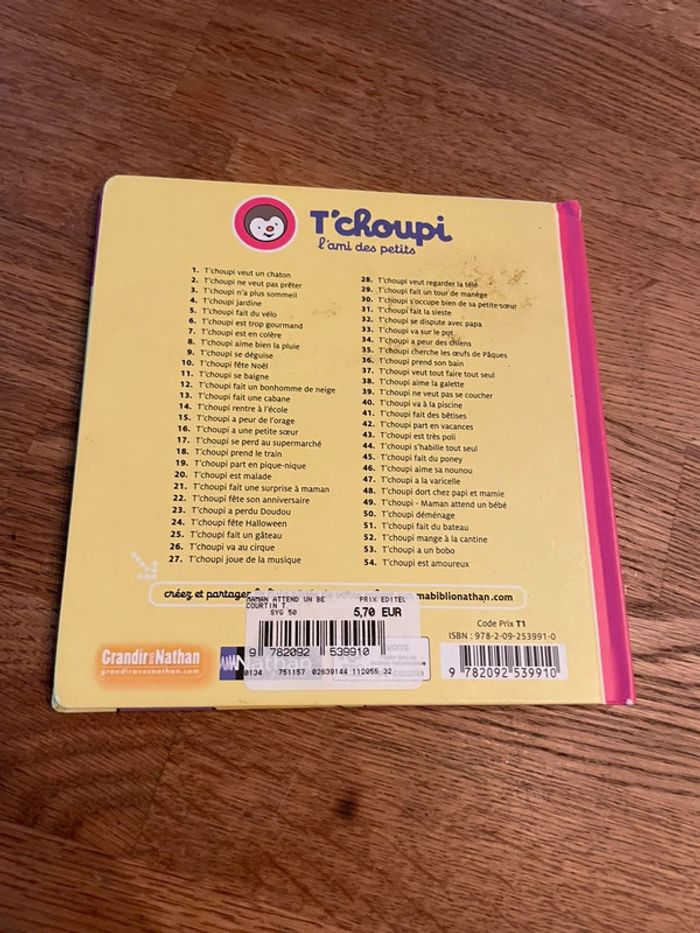 T'choupi
l'ami des petits
1. T'choupi veut un chaton
2. T'choupi ne veut pas prêter
3. T'choupi n'a plus sommeil
4. T'choupi jardine
5. T'choupi fait du vélo
6. T'choupi est trop gourmand
7. T'choupi est en colère
8. T'choupi aime bien la pluie
9. T'choupi se déguise
10. T'choupi fête Noël
11. T'choupi se baigne
12. T'choupi fait un bonhomme de neige
13. T'choupi fait une cabane
14. T'choupi rentre à l'école
15. T'choupi a peur de l'orage
16. T'choupi a une petite sœur
17. T'choupi se perd au supermarché
18. T'choupi prend le train
19. T'choupi part en pique-nique
20. T'choupi est malade
21. T'choupi fait une surprise à maman
22. T'choupi fête son anniversaire
23. T'choupi a perdu Doudou
24. T'choupi fête Halloween
25. T'choupi fait un gâteau
26. T'choupi va au cirque
27. T'choupi joue de la musique
28. T'choupi veut regarder la télé
29. T'choupi fait un tour de manège
30. T'choupi s'occupe bien de sa petite sœur
31. T'choupi fait la sieste
32. T'choupi se dispute avec papa
33. T'choupi va sur le pot
34. T'choupi a peur des chiens
35. T'choupi cherche les œufs de Pâques
36. T'choupi prend son bain
37. T'choupi veut tout faire tout seul
38. T'choupi aime la galette
39. T'choupi ne veut pas se coucher
40. T'choupi va à la piscine
41. T'choupi fait des bêtises
42. T'choupi part en vacances
43. T'choupi est très poli
44. T'choupi s'habille tout seul
45. T'choupi fait du poney
46. T'choupi aime sa nounou
47. T'choupi a la varicelle
48. T'choupi dort chez papi et mamie
49. T'choupi - Maman attend un bébé
50. T'choupi déménage
51. T'choupi fait du bateau
52. T'choupi mange à la cantine
53. T'choupi a un bobo
54. T'choupi est amoureux
créez et partagez mabiblionathan.com
MAMAN ATTEND UN BE PRIX EDITEL
COURTIN T.
SYG 50 5,70 EUR
9 782092 539910
0134 751157 02639144 112055 32
Grandir avec Nathan
grandiravecnathan.com
Nathan
Code Prix T1
ISBN : 978-2-09-253991-0
9 782092 539910